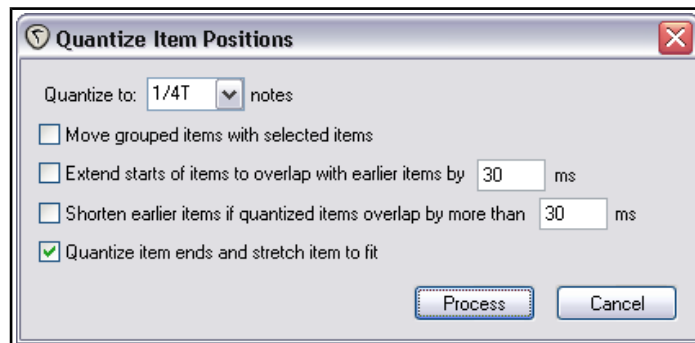 Quantize Item Positions
Quantize to: 1/4T notes
Move grouped items with selected items
Extend starts of items to overlap with earlier items by 30 ms
Shorten earlier items if quantized items overlap by more than 30 ms
Quantize item ends and stretch item to fit
Process Cancel